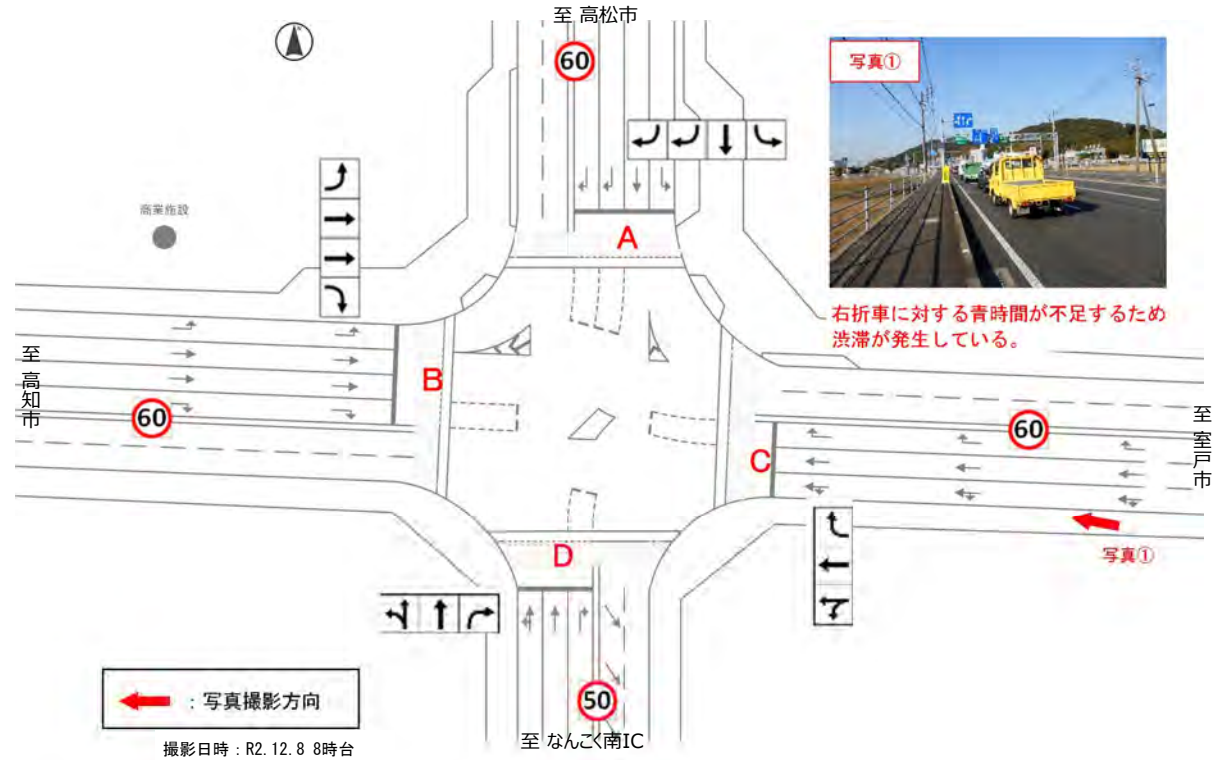 至 高松市
60
写真①
商業施設
A
右折車に対する青時間が不足するため
渋滞が発生している。
至 高知市
B
60
60
至 室戸市
C
写真①
D
:写真撮影方向
50
至 なんこく南IC
撮影日時:R2.12.8 8時台